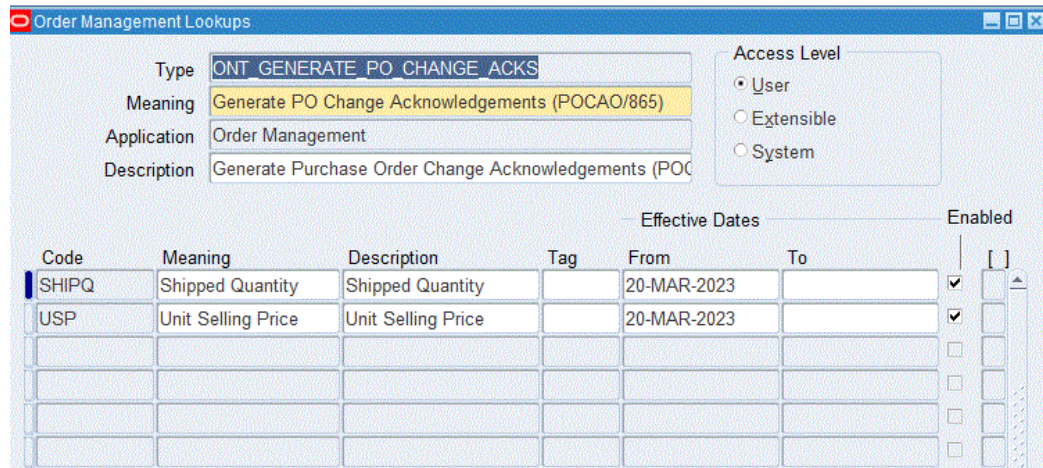 Order Management Lookups
Type ONT_GENERATE_PO_CHANGE_ACKS
Meaning Generate PO Change Acknowledgements (POCAO/865)
Application Order Management
Description Generate Purchase Order Change Acknowledgements (POC
Access Level
User
Extensible
System
Effective Dates Enabled
Code Meaning Description Tag From To [ ]
SHIPQ Shipped Quantity Shipped Quantity 20-MAR-2023
USP Unit Selling Price Unit Selling Price 20-MAR-2023